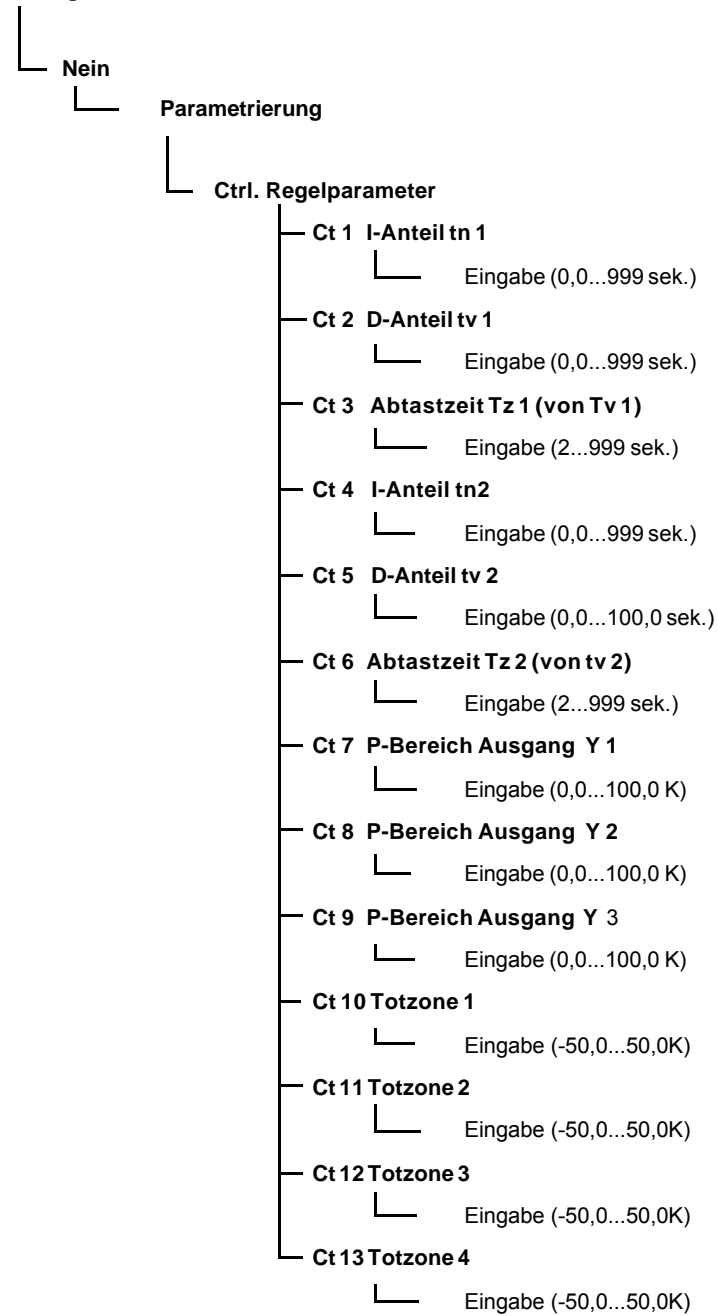 Nein
Parametrierung
Ctrl. Regelparameter
Ct 1 I-Anteil tn 1
Eingabe (0,0...999 sek.)
Ct 2 D-Anteil tv 1
Eingabe (0,0...999 sek.)
Ct 3 Abtastzeit Tz 1 (von Tv 1)
Eingabe (2...999 sek.)
Ct 4 I-Anteil tn2
Eingabe (0,0...999 sek.)
Ct 5 D-Anteil tv 2
Eingabe (0,0...100,0 sek.)
Ct 6 Abtastzeit Tz 2 (von tv 2)
Eingabe (2...999 sek.)
Ct 7 P-Bereich Ausgang Y 1
Eingabe (0,0...100,0 K)
Ct 8 P-Bereich Ausgang Y 2
Eingabe (0,0...100,0 K)
Ct 9 P-Bereich Ausgang Y 3
Eingabe (0,0...100,0 K)
Ct 10 Totzone 1
Eingabe (-50,0...50,0K)
Ct 11 Totzone 2
Eingabe (-50,0...50,0K)
Ct 12 Totzone 3
Eingabe (-50,0...50,0K)
Ct 13 Totzone 4
Eingabe (-50,0...50,0K)